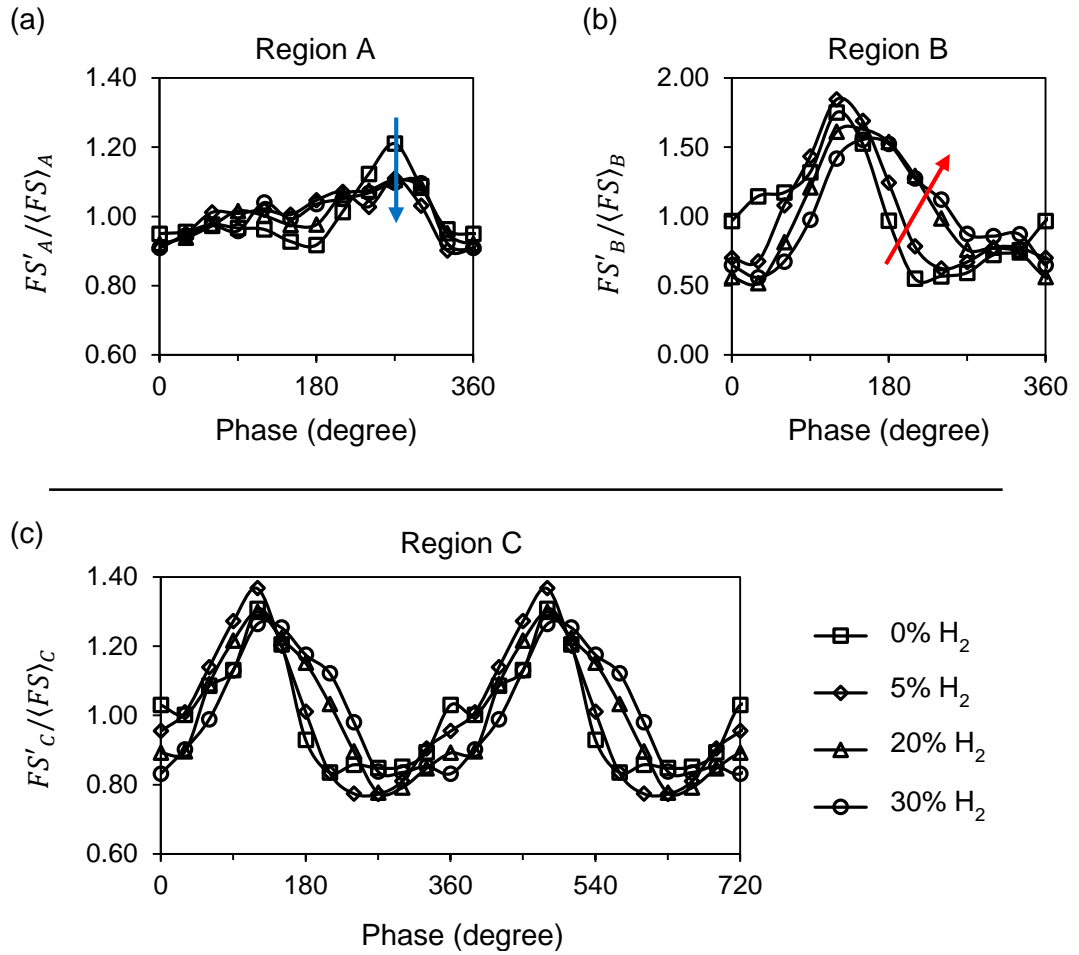 (a)
Region A
1.40
1.20
1.00
0.80
0.60
FS′A/⟨FS⟩A
0 180 360
Phase (degree)
(b)
Region B
2.00
1.50
1.00
0.50
0.00
FS′B/⟨FS⟩B
0 180 360
Phase (degree)
(c)
Region C
1.40
1.20
1.00
0.80
0.60
FS′C/⟨FS⟩C
0 180 360 540 720
Phase (degree)
0% H2
5% H2
20% H2
30% H2